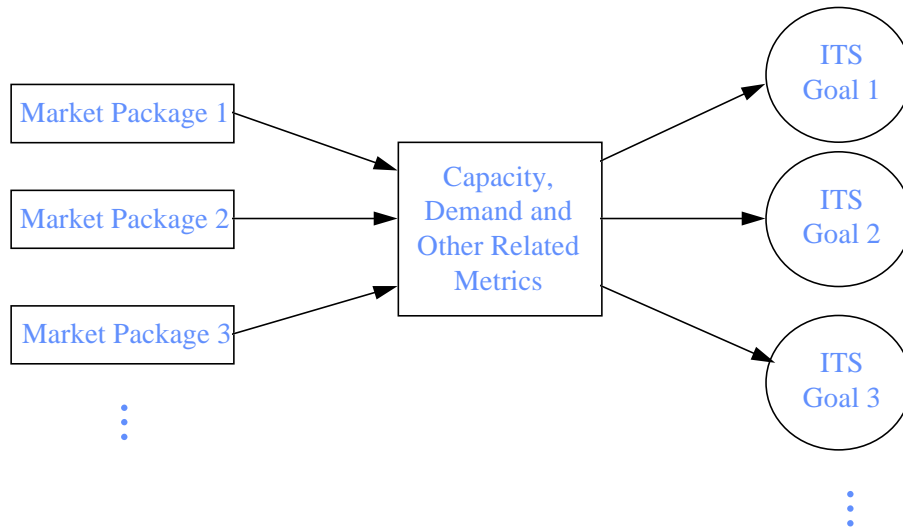 Market Package 1
Market Package 2
Market Package 3
Capacity,
Demand and
Other Related
Metrics
ITS
Goal 1
ITS
Goal 2
ITS
Goal 3